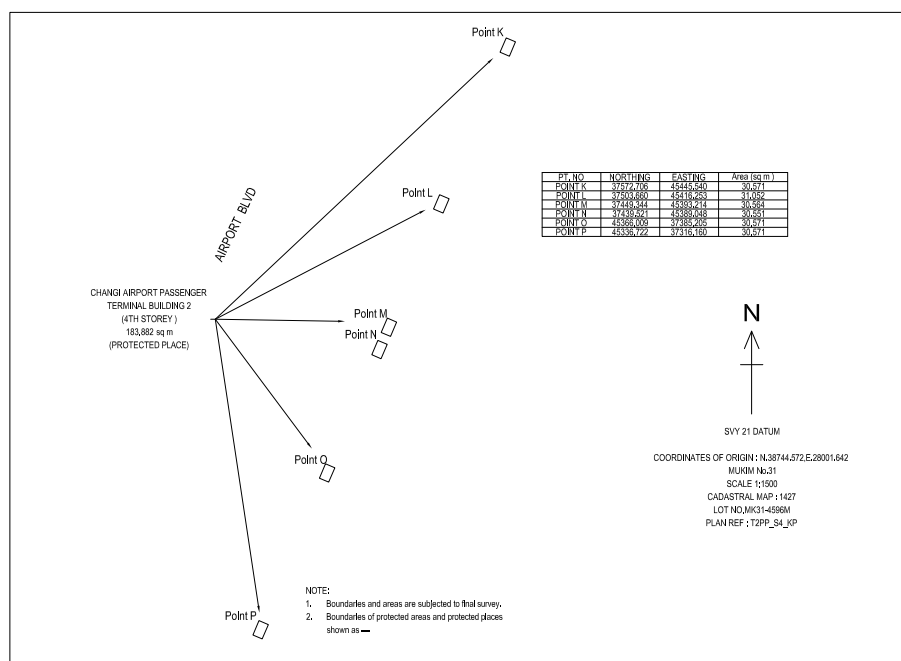 Point K
Point L
AIRPORT BLVD
PT. NO NORTHING EASTING Area (sq m )
POINT K 37572.706 45445.540 30.571
POINT L 37503.660 45416.253 31.052
POINT M 37449.344 45393.214 30.564
POINT N 37439.521 45389.048 30.551
POINT O 45366.009 37385.205 30.571
POINT P 45336.722 37316.160 30.571
CHANGI AIRPORT PASSENGER
TERMINAL BUILDING 2
(4TH STOREY )
183,882 sq m
(PROTECTED PLACE)
Point M
Point N
Point O
Point P
N
SVY 21 DATUM
COORDINATES OF ORIGIN : N.38744.572,E.28001.642
MUKIM No.31
SCALE 1:1500
CADASTRAL MAP : 1427
LOT NO.MK31-4596M
PLAN REF : T2PP_S4_KP
NOTE:
1. Boundaries and areas are subjected to final survey.
2. Boundaries of protected areas and protected places
shown as —